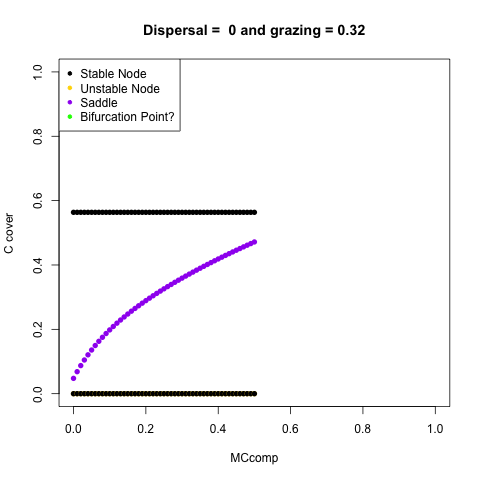 Dispersal =  0 and grazing = 0.32
Stable Node
Unstable Node
Saddle
Bifurcation Point?
C cover
1.0
0.8
0.6
0.4
0.2
0.0
0.0 0.2 0.4 0.6 0.8 1.0
MCcomp